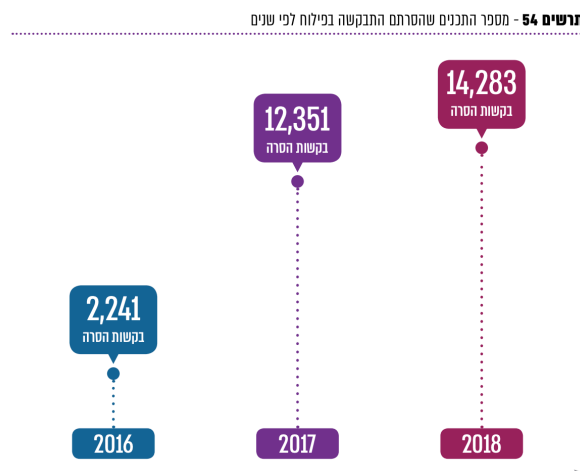 תרשים 54 - מספר התכנים שהסרתם התבקשה בפילוח לפי שנים
14,283
בקשות הסרה
12,351
בקשות הסרה
2,241
בקשות הסרה
2018
2017
2016